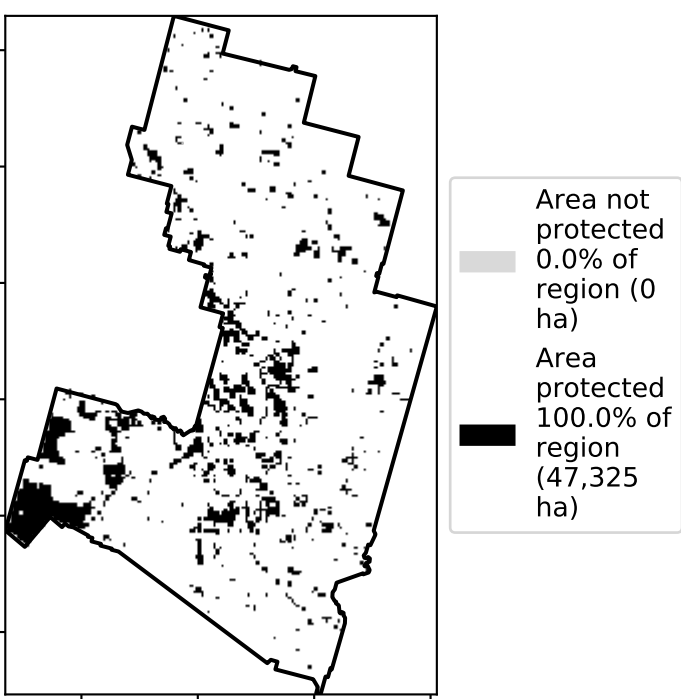 Area not
protected
0.0% of
region (0
ha)
Area
protected
100.0% of
region
(47,325
ha)